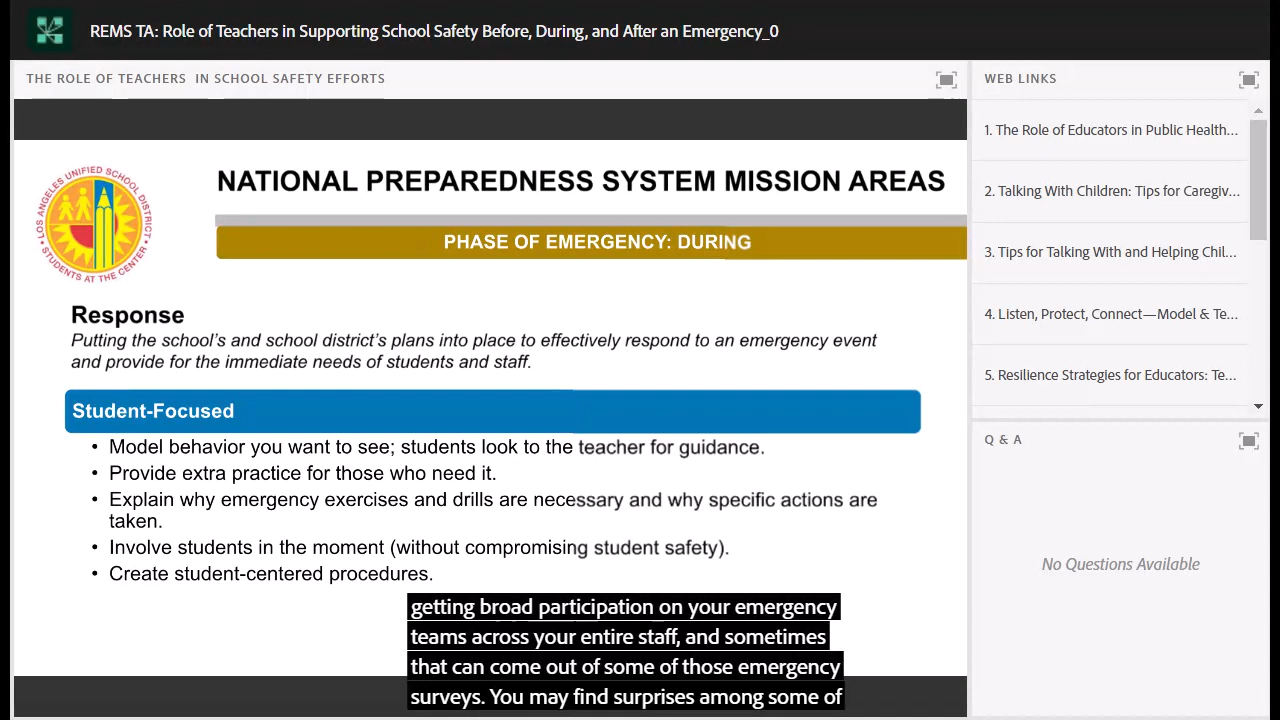 REMS TA: Role of Teachers in Supporting School Safety Before, During, and After an Emergency_0
THE ROLE OF TEACHERS IN SCHOOL SAFETY EFFORTS
LOS ANGELES UNIFIED SCHOOL DISTRICT
STUDENTS AT THE CENTER
NATIONAL PREPAREDNESS SYSTEM MISSION AREAS
PHASE OF EMERGENCY: DURING
Response
Putting the school's and school district's plans into place to effectively respond to an emergency event
and provide for the immediate needs of students and staff.
Student-Focused
• Model behavior you want to see; students look to the teacher for guidance.
• Provide extra practice for those who need it.
• Explain why emergency exercises and drills are necessary and why specific actions are
taken.
• Involve students in the moment (without compromising student safety).
• Create student-centered procedures.
getting broad participation on your emergency
teams across your entire staff, and sometimes
that can come out of some of those emergency
surveys. You may find surprises among some of
WEB LINKS
1. The Role of Educators in Public Health...
2. Talking With Children: Tips for Caregiv...
3. Tips for Talking With and Helping Chil...
4. Listen, Protect, Connect—Model & Te...
5. Resilience Strategies for Educators: Te...
Q & A
No Questions Available